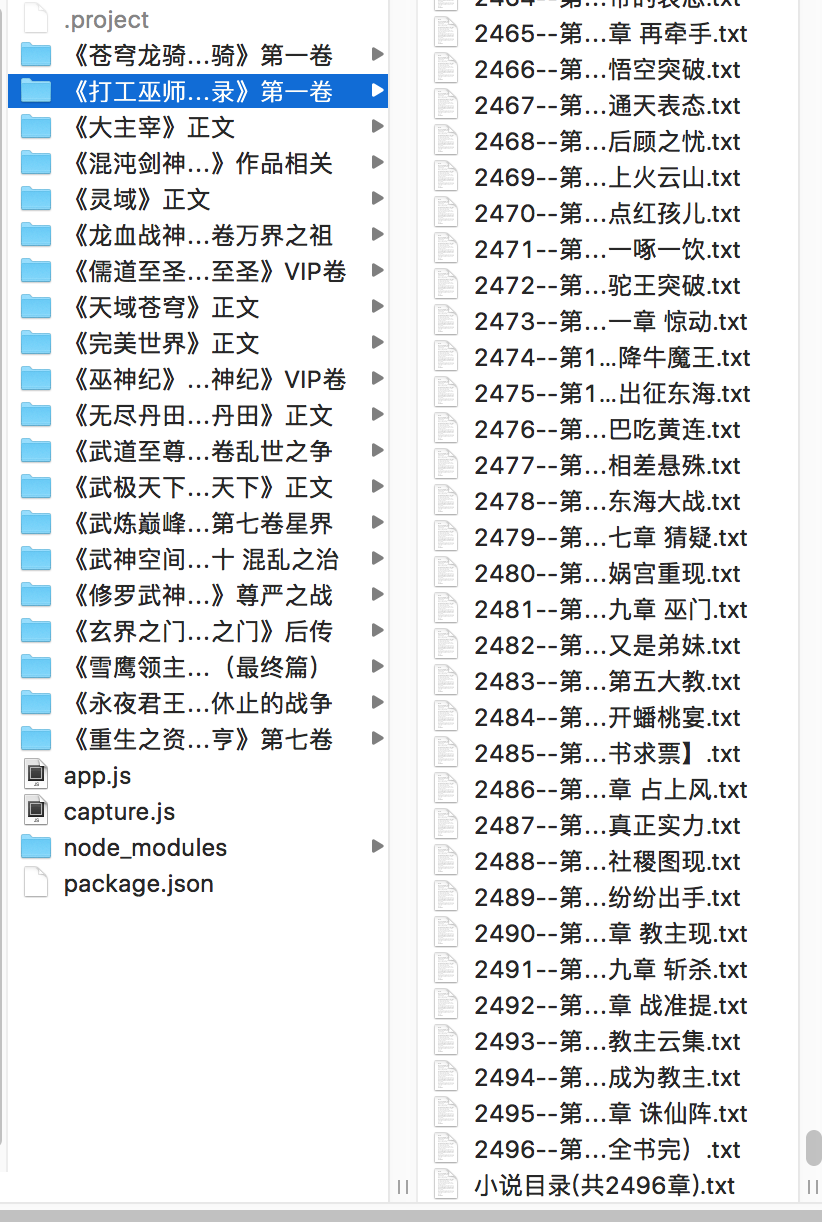 .project
《苍穹龙骑…骑》第一卷
《打工巫师…录》第一卷
《大主宰》正文
《混沌剑神…》作品相关
《灵域》正文
《龙血战神…卷万界之祖
《儒道至圣…至圣》VIP卷
《天域苍穹》正文
《完美世界》正文
《巫神纪》…神纪》VIP卷
《无尽丹田…丹田》正文
《武道至尊…卷乱世之争
《武极天下…天下》正文
《武炼巅峰…第七卷星界
《武神空间…十 混乱之治
《修罗武神…》尊严之战
《玄界之门…之门》后传
《雪鹰领主…（最终篇）
《永夜君王…休止的战争
《重生之资…亨》第七卷
app.js
capture.js
node_modules
package.json
2465--第…章 再牵手.txt
2466--第…悟空突破.txt
2467--第…通天表态.txt
2468--第…后顾之忧.txt
2469--第…上火云山.txt
2470--第…点红孩儿.txt
2471--第…一啄一饮.txt
2472--第…驼王突破.txt
2473--第…一章 惊动.txt
2474--第1…降牛魔王.txt
2475--第1…出征东海.txt
2476--第…巴吃黄连.txt
2477--第…相差悬殊.txt
2478--第…东海大战.txt
2479--第…七章 猜疑.txt
2480--第…娲宫重现.txt
2481--第…九章 巫门.txt
2482--第…又是弟妹.txt
2483--第…第五大教.txt
2484--第…开蟠桃宴.txt
2485--第…书求票】.txt
2486--第…章 占上风.txt
2487--第…真正实力.txt
2488--第…社稷图现.txt
2489--第…纷纷出手.txt
2490--第…章 教主现.txt
2491--第…九章 斩杀.txt
2492--第…章 战准提.txt
2493--第…教主云集.txt
2494--第…成为教主.txt
2495--第…章 诛仙阵.txt
2496--第…全书完）.txt
小说目录(共2496章).txt